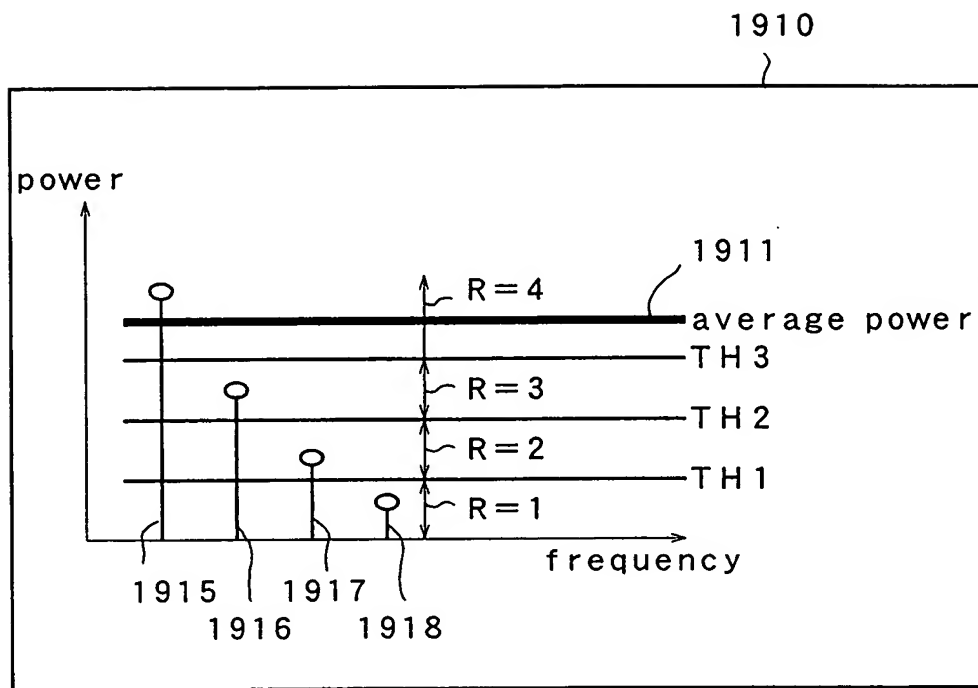 1910
power
1911
R=4
average power
TH3
R=3
TH2
R=2
TH1
R=1
frequency
1915
1916
1917
1918